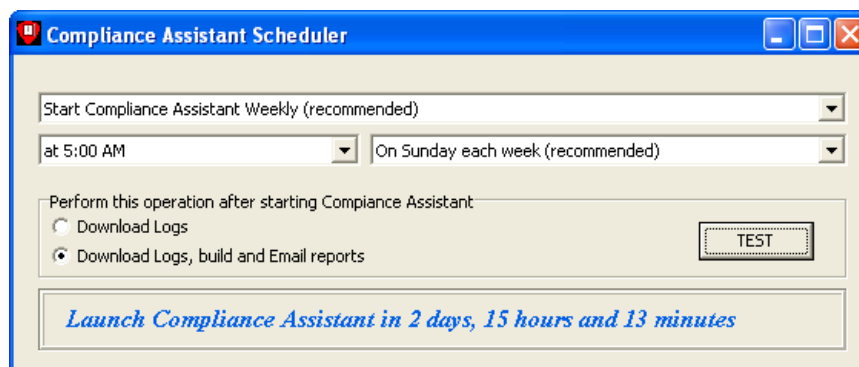 Compliance Assistant Scheduler
Start Compliance Assistant Weekly (recommended)
at 5:00 AM
On Sunday each week (recommended)
Perform this operation after starting Compiance Assistant
Download Logs
Download Logs, build and Email reports
TEST
Launch Compliance Assistant in 2 days, 15 hours and 13 minutes